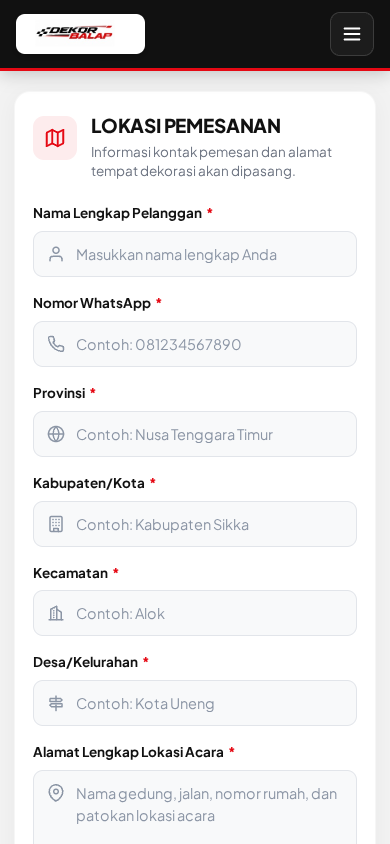 DEKOR
BALAP
LOKASI PEMESANAN
Informasi kontak pemesan dan alamat
tempat dekorasi akan dipasang.
Nama Lengkap Pelanggan *
Masukkan nama lengkap Anda
Nomor WhatsApp *
Contoh: 081234567890
Provinsi *
Contoh: Nusa Tenggara Timur
Kabupaten/Kota *
Contoh: Kabupaten Sikka
Kecamatan *
Contoh: Alok
Desa/Kelurahan *
Contoh: Kota Uneng
Alamat Lengkap Lokasi Acara *
Nama gedung, jalan, nomor rumah, dan
patokan lokasi acara